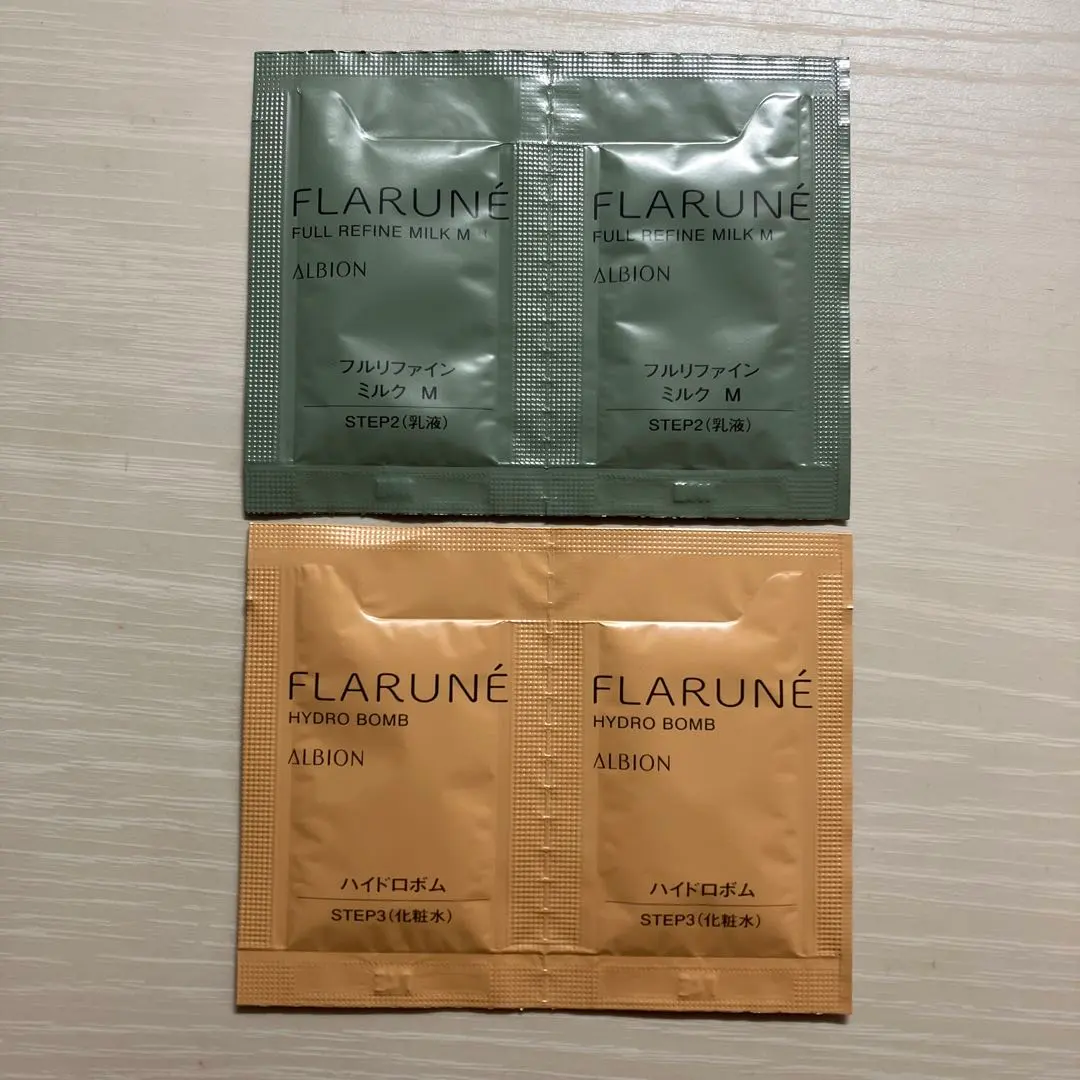 FLARUNÉ
FULL REFINE MILK M
ALBION
フルリファイン
ミルク M
STEP2(乳液)
FLARUNÉ
FULL REFINE MILK M
ALBION
フルリファイン
ミルク M
STEP2(乳液)
FLARUNÉ
HYDRO BOMB
ALBION
ハイドロボム
STEP3(化粧水)
FLARUNÉ
HYDRO BOMB
ALBION
ハイドロボム
STEP3(化粧水)